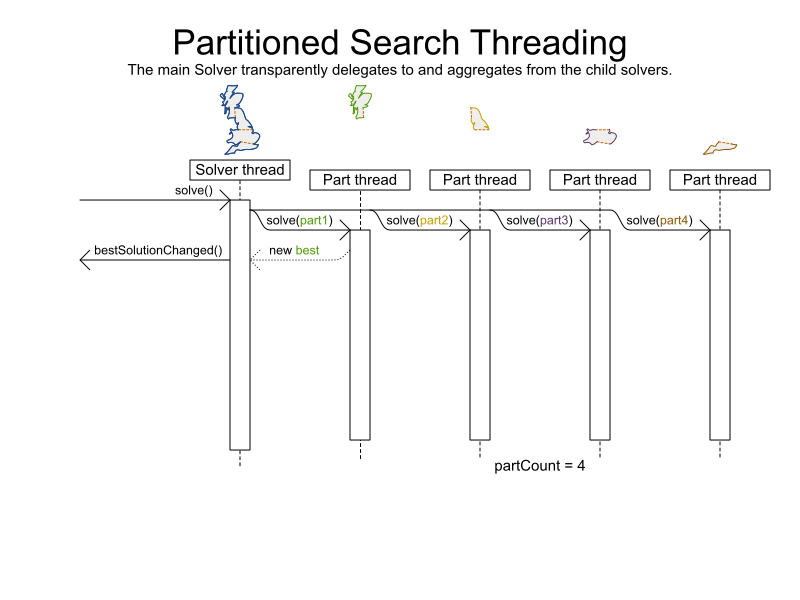 Partitioned Search Threading
The main Solver transparently delegates to and aggregates from the child solvers.
Solver thread
Part thread
Part thread
Part thread
Part thread
solve()
solve(part1)
solve(part2)
solve(part3)
solve(part4)
bestSolutionChanged()
new best
partCount = 4